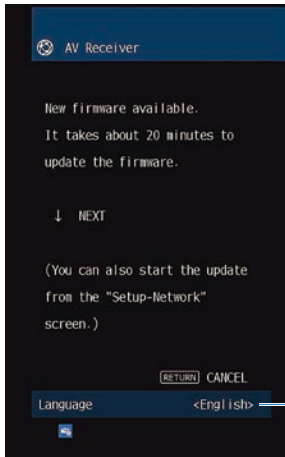 AV Receiver
New firmware available.
It takes about 20 minutes to
update the firmware.
↓ NEXT
(You can also start the update
from the "Setup-Network"
screen.)
RETURN CANCEL
Language <English>